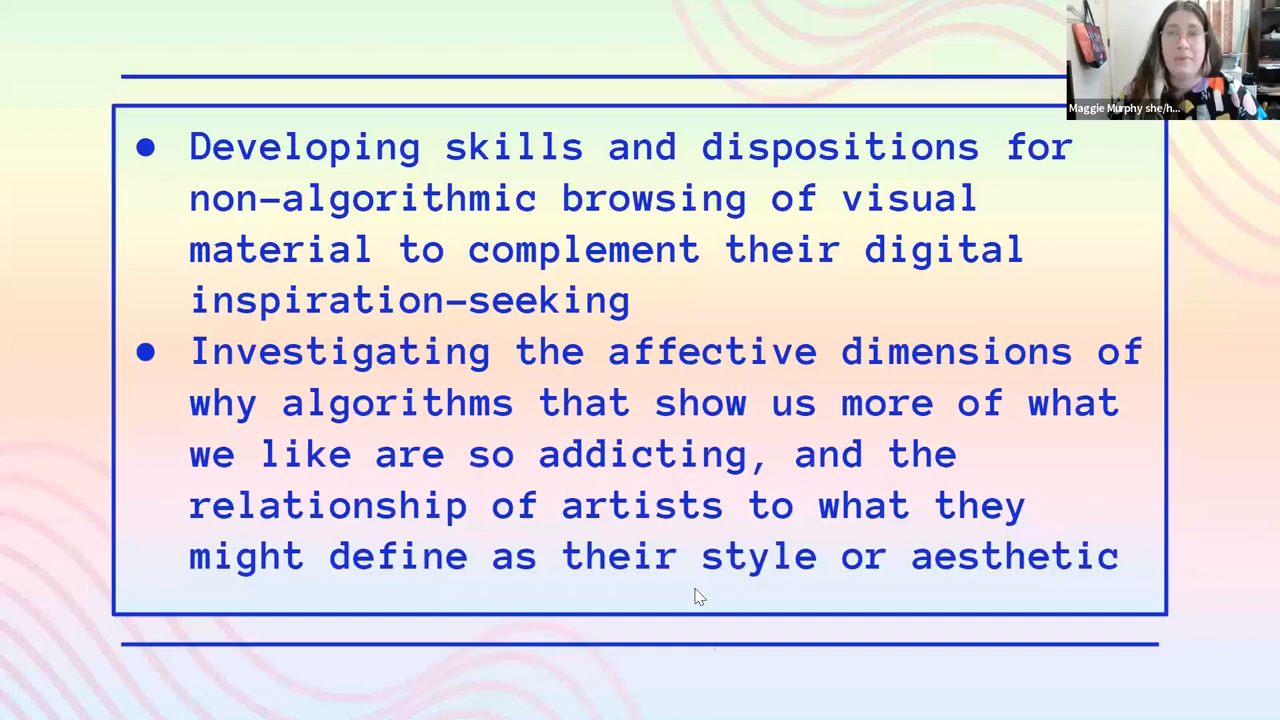 Maggie Murphy she/h...
● Developing skills and dispositions for
non-algorithmic browsing of visual
material to complement their digital
inspiration-seeking
● Investigating the affective dimensions of
why algorithms that show us more of what
we like are so addicting, and the
relationship of artists to what they
might define as their style or aesthetic